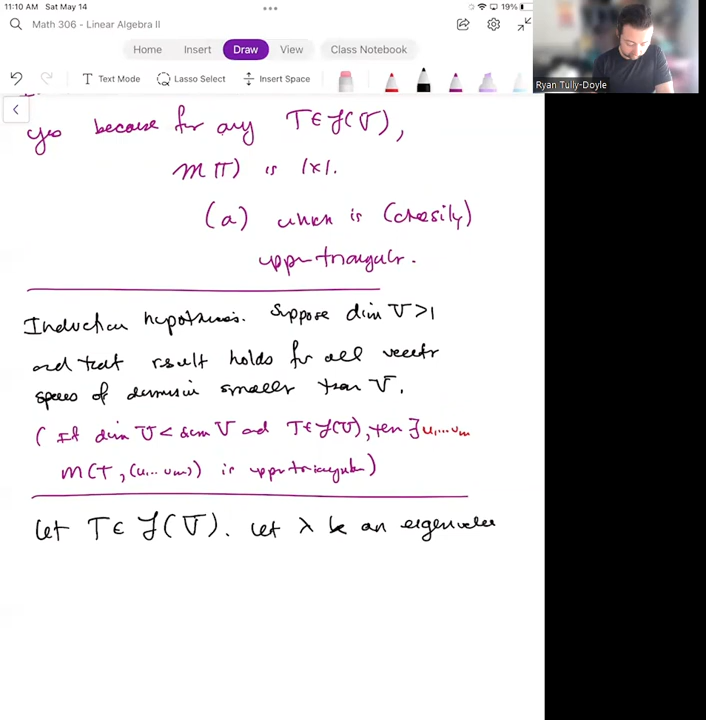 11:10 AM Sat May 14
19%
Math 306 - Linear Algebra II
Home Insert Draw View Class Notebook
Text Mode Lasso Select Insert Space
Ryan Tully-Doyle
yes because for any T∈L(V),
M(T) is 1×1.
(a) which is (cheesily)
upper triangular.
Induction hypothesis. Suppose dim V>1
and that result holds for all vector
spaces of dimension smaller than V.
(If dim U < dim V and T∈L(U), then ∃ u₁...uₘ
M(T, (u₁...uₘ)) is upper triangular)
Let T∈L(V). Let λ be an eigenvalue